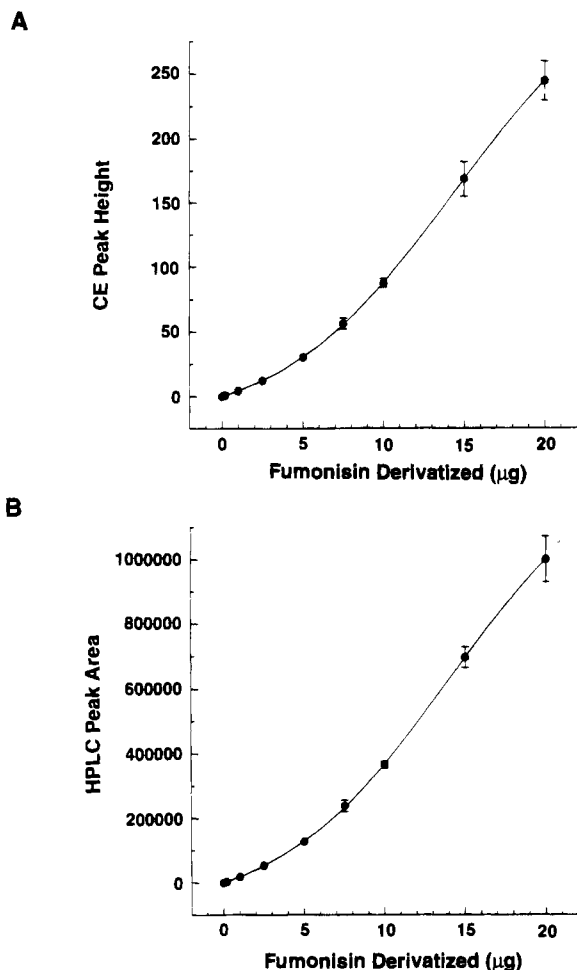 A
250
200
150
100
50
0
CE Peak Height
0 5 10 15 20
Fumonisin Derivatized (µg)
B
1000000
800000
600000
400000
200000
0
HPLC Peak Area
0 5 10 15 20
Fumonisin Derivatized (µg)